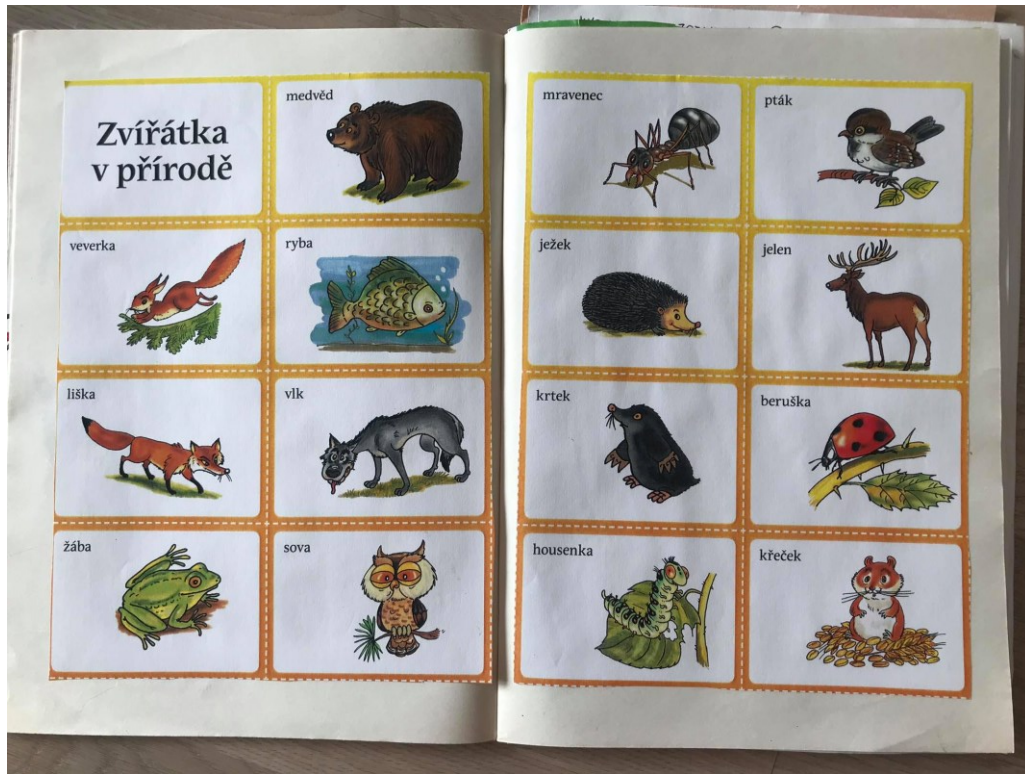 Zvířátka
v přírodě
medvěd
veverka
ryba
liška
vlk
žába
sova
mravenec
pták
ježek
jelen
krtek
beruška
housenka
křeček